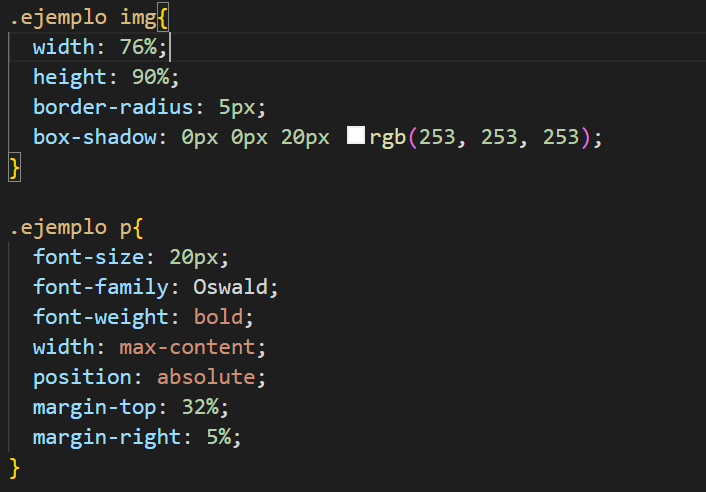 .ejemplo img{
  width: 76%;
  height: 90%;
  border-radius: 5px;
  box-shadow: 0px 0px 20px rgb(253, 253, 253);
}

.ejemplo p{
  font-size: 20px;
  font-family: Oswald;
  font-weight: bold;
  width: max-content;
  position: absolute;
  margin-top: 32%;
  margin-right: 5%;
}